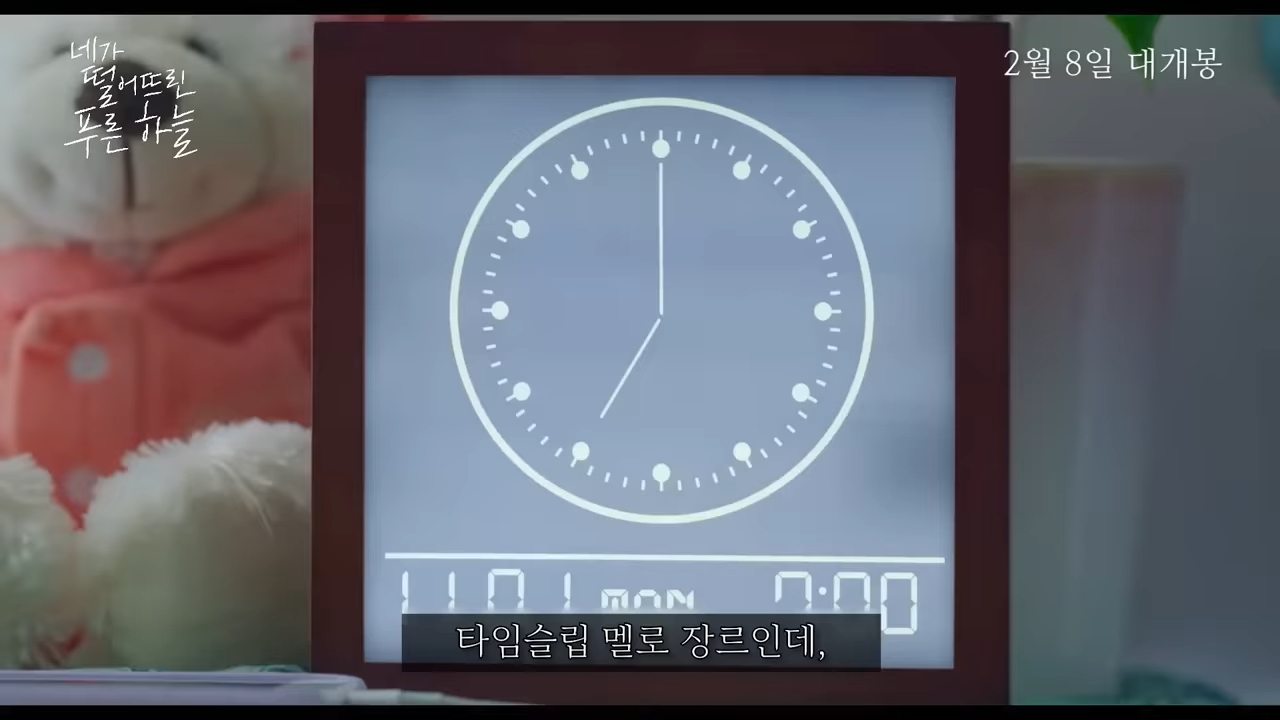 네가
떨어뜨린
푸른 하늘
2월 8일 대개봉
11 01 MON 7:00
타임슬립 멜로 장르인데,